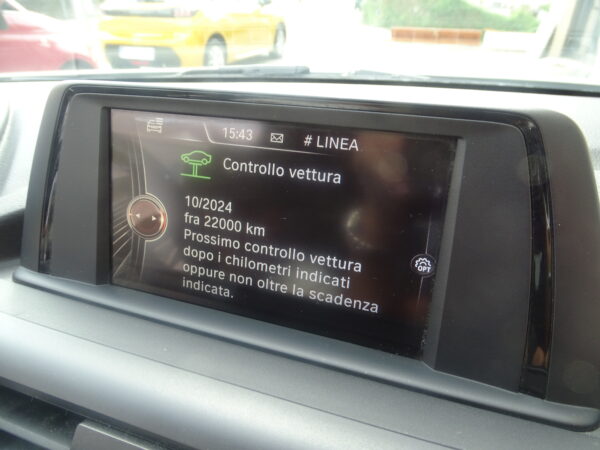 15:43 # LINEA
Controllo vettura
10/2024
fra 22000 km
Prossimo controllo vettura
dopo i chilometri indicati
oppure non oltre la scadenza
indicata.
OPT